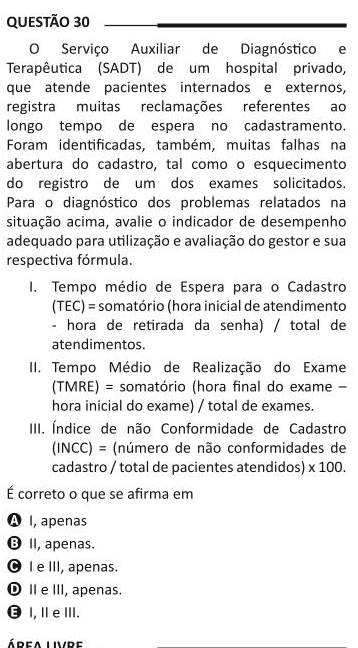 QUESTÃO 30
O Serviço Auxiliar de Diagnóstico e
Terapêutica (SADT) de um hospital privado,
que atende pacientes internados e externos,
registra muitas reclamações referentes ao
longo tempo de espera no cadastramento.
Foram identificadas, também, muitas falhas na
abertura do cadastro, tal como o esquecimento
do registro de um dos exames solicitados.
Para o diagnóstico dos problemas relatados na
situação acima, avalie o indicador de desempenho
adequado para utilização e avaliação do gestor e sua
respectiva fórmula.
I. Tempo médio de Espera para o Cadastro
(TEC) = somatório (hora inicial de atendimento
- hora de retirada da senha) / total de
atendimentos.
II. Tempo Médio de Realização do Exame
(TMRE) = somatório (hora final do exame –
hora inicial do exame) / total de exames.
III. Índice de não Conformidade de Cadastro
(INCC) = (número de não conformidades de
cadastro / total de pacientes atendidos) x 100.
É correto o que se afirma em
A I, apenas
B II, apenas.
C I e III, apenas.
D II e III, apenas.
E I, II e III.
ÁREA LIVRE